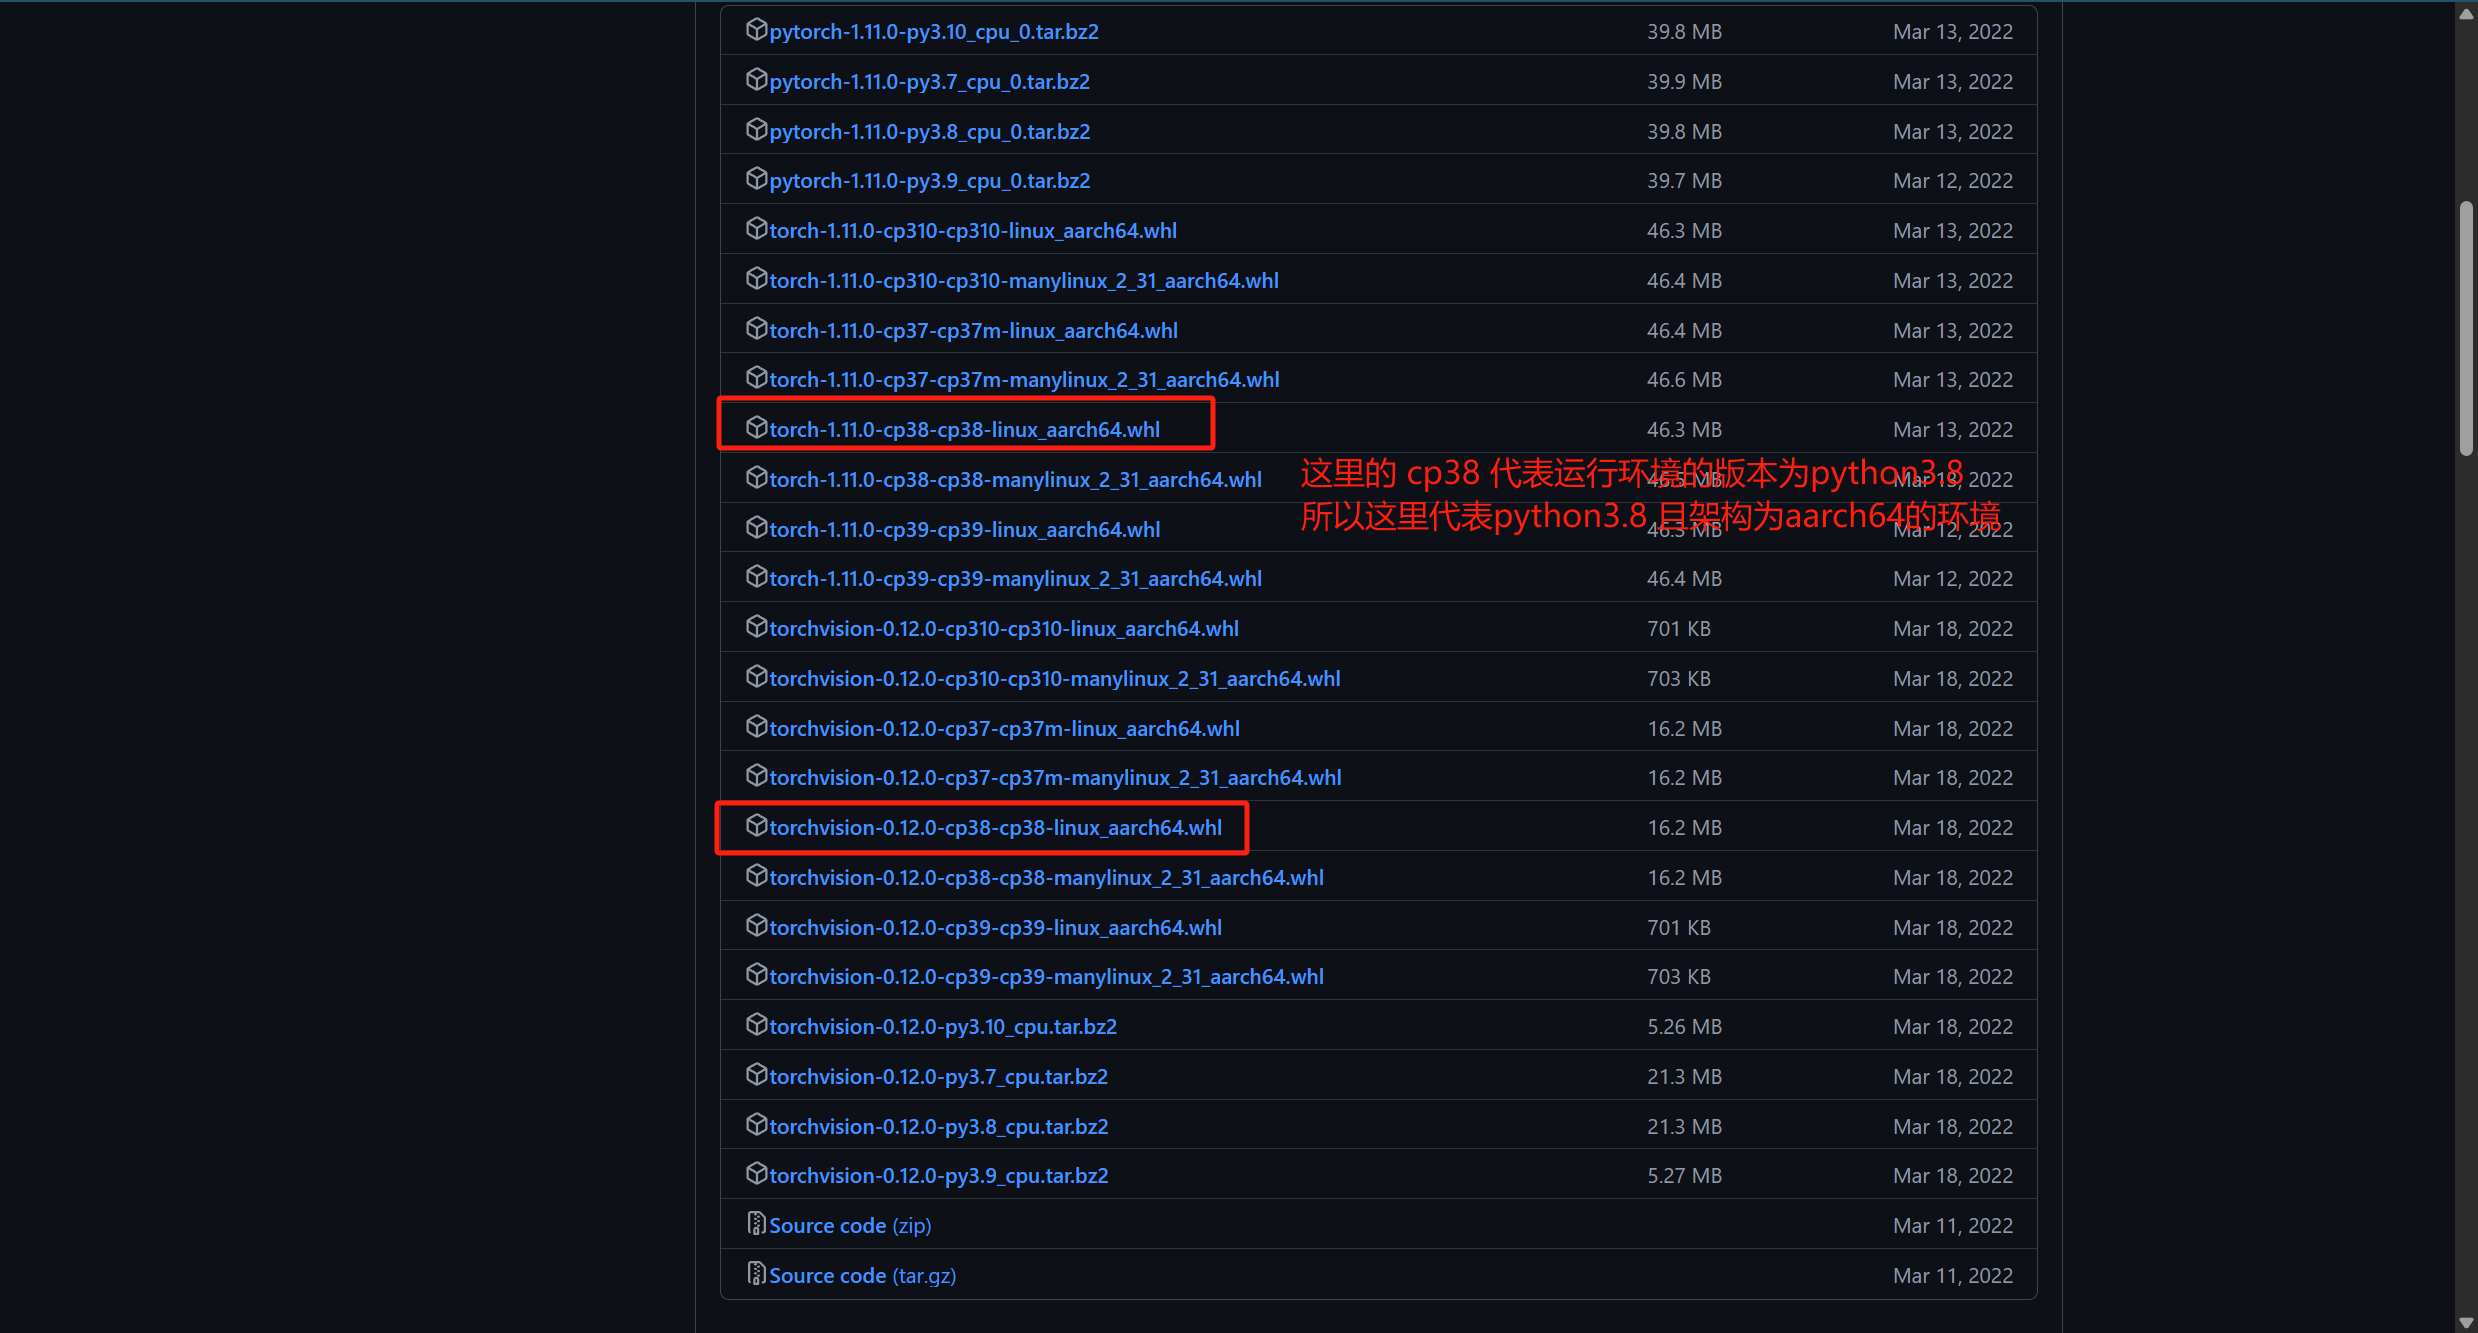 pytorch-1.11.0-py3.10_cpu_0.tar.bz2 39.8 MB Mar 13, 2022
pytorch-1.11.0-py3.7_cpu_0.tar.bz2 39.9 MB Mar 13, 2022
pytorch-1.11.0-py3.8_cpu_0.tar.bz2 39.8 MB Mar 13, 2022
pytorch-1.11.0-py3.9_cpu_0.tar.bz2 39.7 MB Mar 12, 2022
torch-1.11.0-cp310-cp310-linux_aarch64.whl 46.3 MB Mar 13, 2022
torch-1.11.0-cp310-cp310-manylinux_2_31_aarch64.whl 46.4 MB Mar 13, 2022
torch-1.11.0-cp37-cp37m-linux_aarch64.whl 46.4 MB Mar 13, 2022
torch-1.11.0-cp37-cp37m-manylinux_2_31_aarch64.whl 46.6 MB Mar 13, 2022
torch-1.11.0-cp38-cp38-linux_aarch64.whl 46.3 MB Mar 13, 2022
这里的 cp38 代表运行环境的版本为python3.8
torch-1.11.0-cp38-cp38-manylinux_2_31_aarch64.whl 46.5 MB Mar 13, 2022
所以这里代表python3.8 且架构为aarch64的环境
torch-1.11.0-cp39-cp39-linux_aarch64.whl 46.3 MB Mar 12, 2022
torch-1.11.0-cp39-cp39-manylinux_2_31_aarch64.whl 46.4 MB Mar 12, 2022
torchvision-0.12.0-cp310-cp310-linux_aarch64.whl 701 KB Mar 18, 2022
torchvision-0.12.0-cp310-cp310-manylinux_2_31_aarch64.whl 703 KB Mar 18, 2022
torchvision-0.12.0-cp37-cp37m-linux_aarch64.whl 16.2 MB Mar 18, 2022
torchvision-0.12.0-cp37-cp37m-manylinux_2_31_aarch64.whl 16.2 MB Mar 18, 2022
torchvision-0.12.0-cp38-cp38-linux_aarch64.whl 16.2 MB Mar 18, 2022
torchvision-0.12.0-cp38-cp38-manylinux_2_31_aarch64.whl 16.2 MB Mar 18, 2022
torchvision-0.12.0-cp39-cp39-linux_aarch64.whl 701 KB Mar 18, 2022
torchvision-0.12.0-cp39-cp39-manylinux_2_31_aarch64.whl 703 KB Mar 18, 2022
torchvision-0.12.0-py3.10_cpu.tar.bz2 5.26 MB Mar 18, 2022
torchvision-0.12.0-py3.7_cpu.tar.bz2 21.3 MB Mar 18, 2022
torchvision-0.12.0-py3.8_cpu.tar.bz2 21.3 MB Mar 18, 2022
torchvision-0.12.0-py3.9_cpu.tar.bz2 5.27 MB Mar 18, 2022
Source code (zip) Mar 11, 2022
Source code (tar.gz) Mar 11, 2022